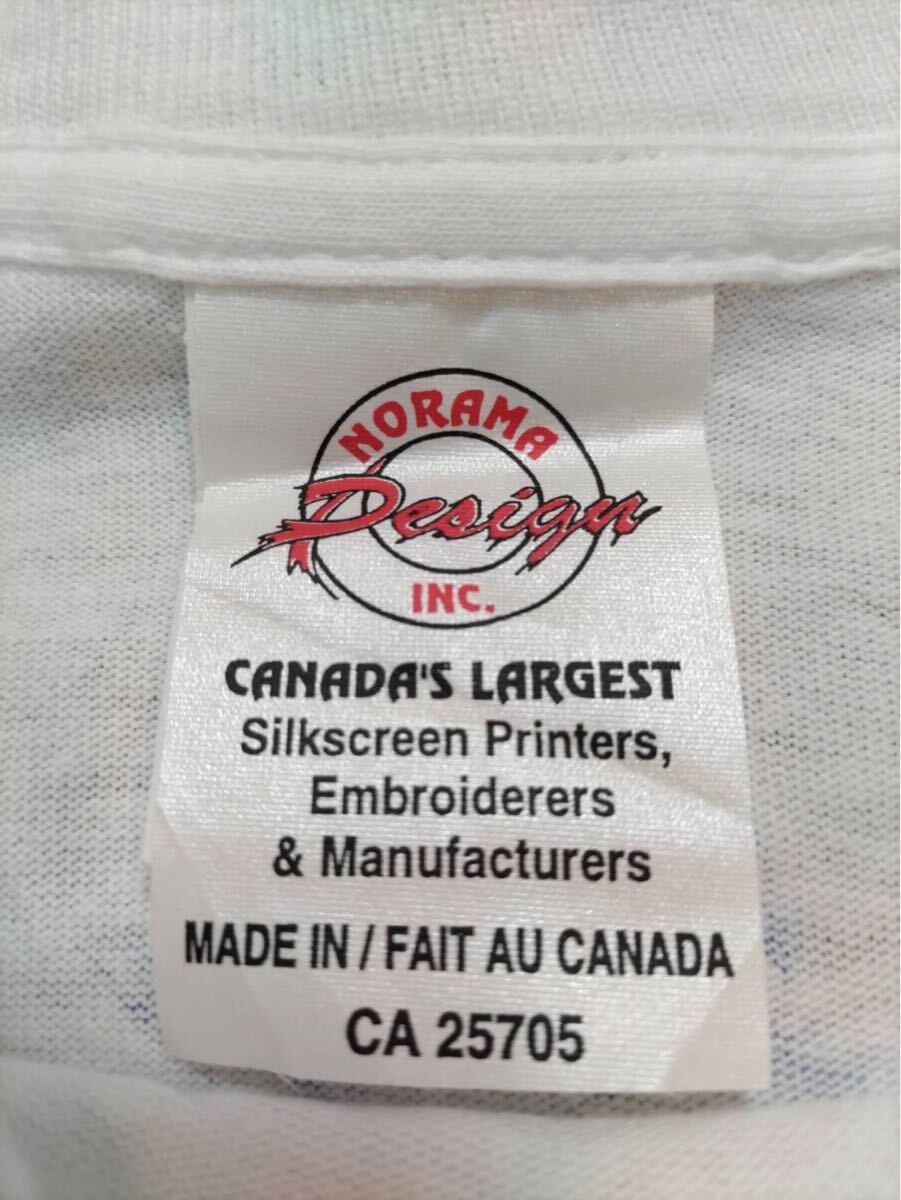 NORAMA
Design
INC.
CANADA'S LARGEST
Silkscreen Printers,
Embroiderers
& Manufacturers
MADE IN / FAIT AU CANADA
CA 25705